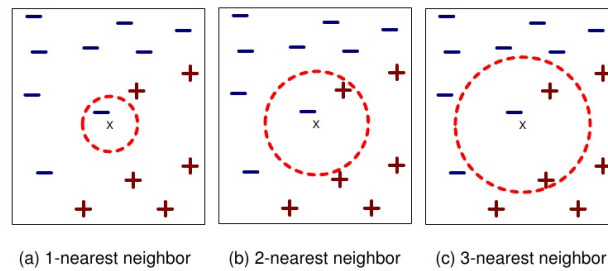 X
X
X
(a) 1-nearest neighbor
(b) 2-nearest neighbor
(c) 3-nearest neighbor